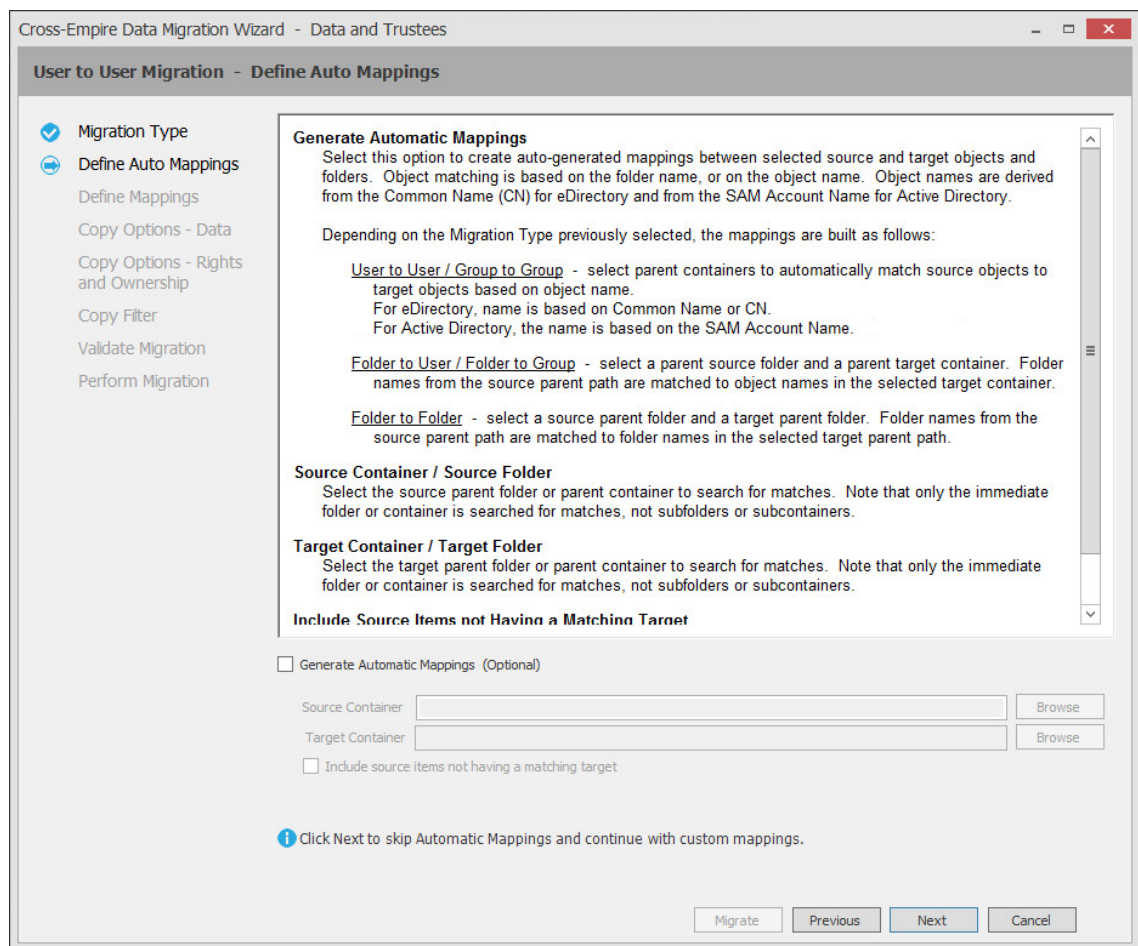 Cross-Empire Data Migration Wizard - Data and Trustees
User to User Migration - Define Auto Mappings
Migration Type
Define Auto Mappings
Define Mappings
Copy Options - Data
Copy Options - Rights
and Ownership
Copy Filter
Validate Migration
Perform Migration
Generate Automatic Mappings
Select this option to create auto-generated mappings between selected source and target objects and
folders. Object matching is based on the folder name, or on the object name. Object names are derived
from the Common Name (CN) for eDirectory and from the SAM Account Name for Active Directory.
Depending on the Migration Type previously selected, the mappings are built as follows:
User to User / Group to Group - select parent containers to automatically match source objects to
target objects based on object name.
For eDirectory, name is based on Common Name or CN.
For Active Directory, the name is based on the SAM Account Name.
Folder to User / Folder to Group - select a parent source folder and a parent target container. Folder
names from the source parent path are matched to object names in the selected target container.
Folder to Folder - select a source parent folder and a target parent folder. Folder names from the
source parent path are matched to folder names in the selected target parent path.
Source Container / Source Folder
Select the source parent folder or parent container to search for matches. Note that only the immediate
folder or container is searched for matches, not subfolders or subcontainers.
Target Container / Target Folder
Select the target parent folder or parent container to search for matches. Note that only the immediate
folder or container is searched for matches, not subfolders or subcontainers.
Include Source Items not Having a Matching Target
Generate Automatic Mappings (Optional)
Source Container
Browse
Target Container
Browse
Include source items not having a matching target
Click Next to skip Automatic Mappings and continue with custom mappings.
Migrate
Previous
Next
Cancel